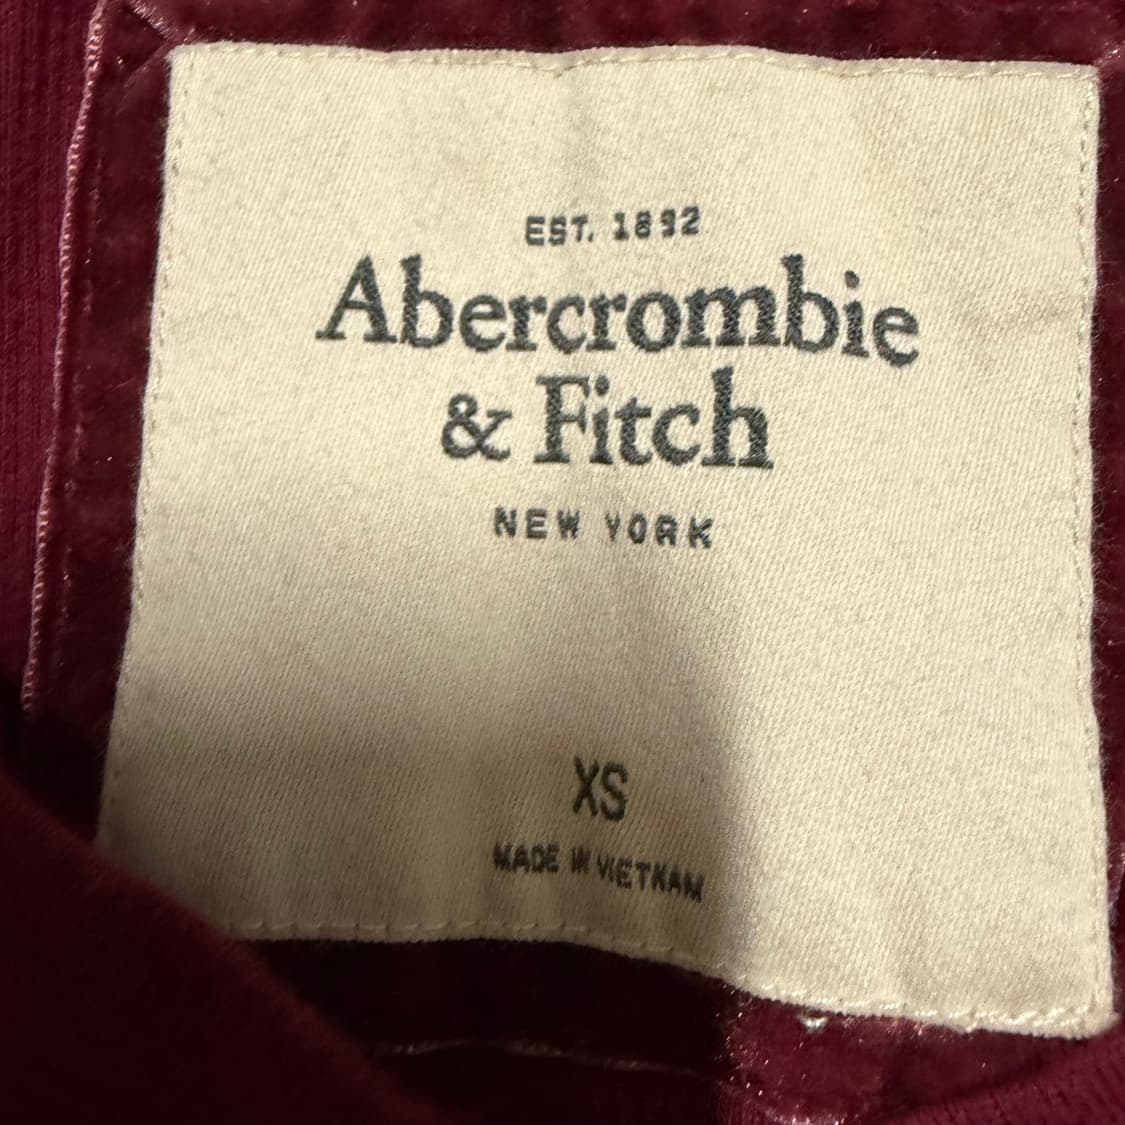 EST. 1892
Abercrombie
& Fitch
NEW YORK
XS
MADE IN VIETNAM